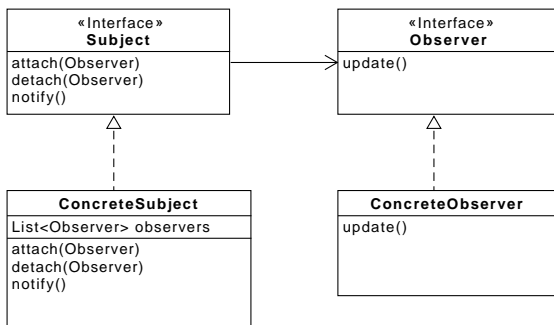 «Interface»
Subject
attach(Observer)
detach(Observer)
notify()
«Interface»
Observer
update()
ConcreteSubject
List<Observer> observers
attach(Observer)
detach(Observer)
notify()
ConcreteObserver
update()